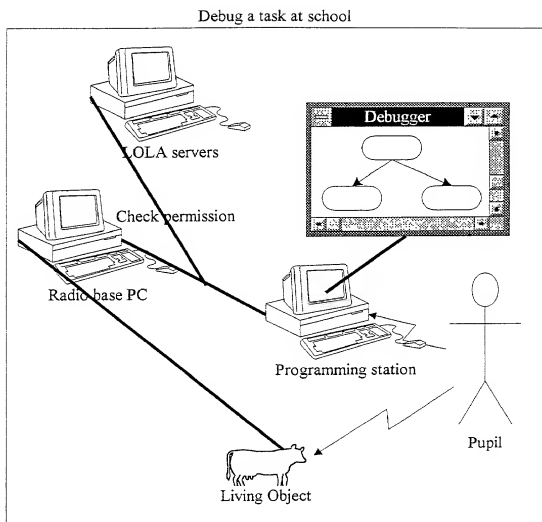 Debug a task at school
LOLA servers
Debugger
Check permission
Radio base PC
Programming station
Pupil
Living Object